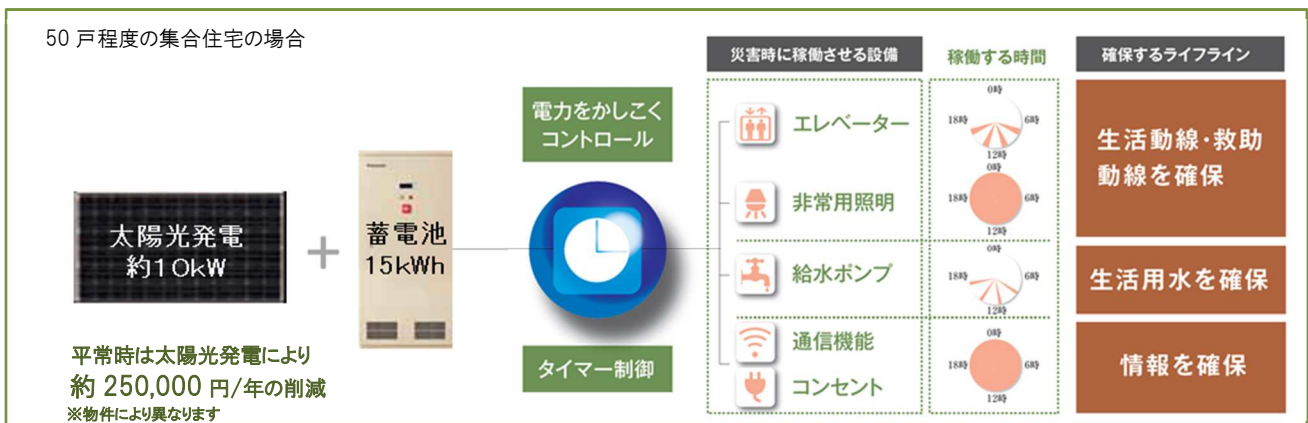 50 戸程度の集合住宅の場合
太陽光発電
約10kW
+
蓄電池
15kWh
平常時は太陽光発電により
約 250,000 円/年の削減
※物件により異なります
電力をかしこく
コントロール
タイマー制御
災害時に稼働させる設備
エレベーター
非常用照明
給水ポンプ
通信機能
コンセント
稼働する時間
0時
18時
6時
12時
0時
18時
6時
12時
0時
18時
6時
12時
0時
18時
6時
12時
確保するライフライン
生活動線・救助
動線を確保
生活用水を確保
情報を確保